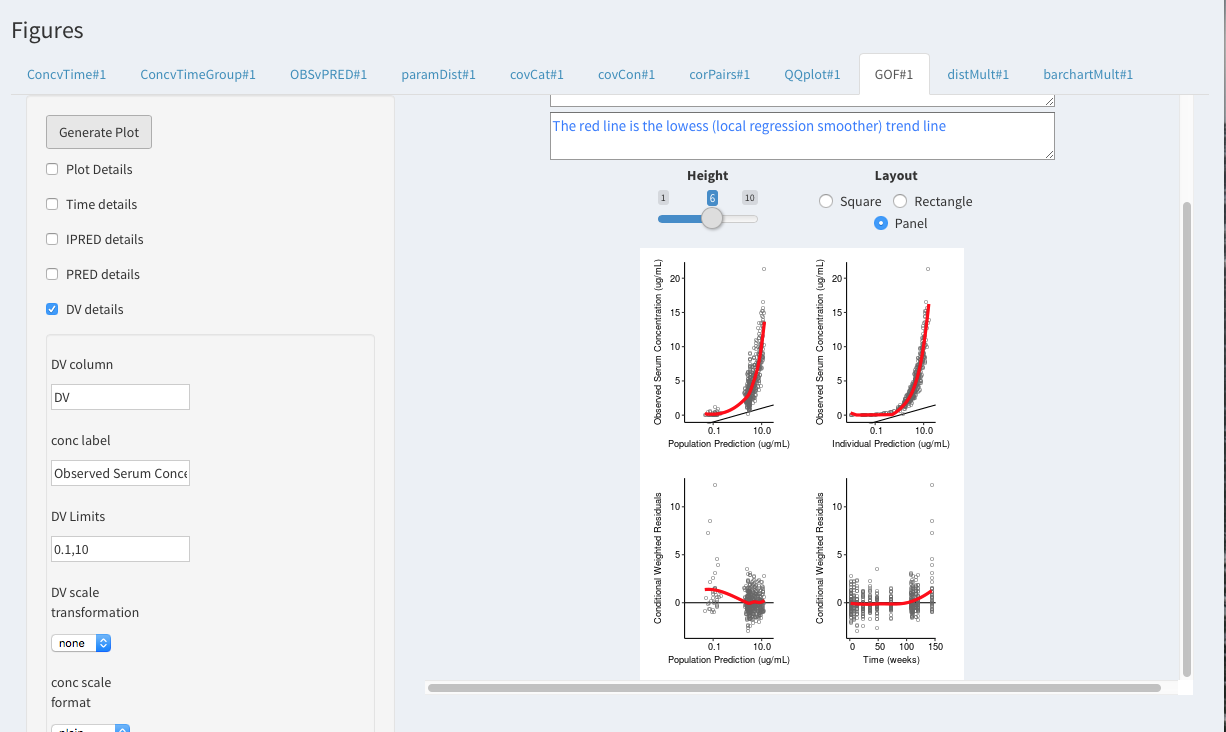 Figures
ConcvTime#1 ConcvTimeGroup#1 OBSvPRED#1 paramDist#1 covCat#1 covCon#1 corPairs#1 QQplot#1 GOF#1 distMult#1 barchartMult#1
Generate Plot
Plot Details
Time details
IPRED details
PRED details
DV details
DV column
DV
conc label
Observed Serum Conce
DV Limits
0.1,10
DV scale
transformation
none
conc scale
format
The red line is the lowess (local regression smoother) trend line
Height
1 6 10
Layout
Square Rectangle
Panel
Observed Serum Concentration (ug/mL)
20
15
10
5
0
0.1 10.0
Population Prediction (ug/mL)
Observed Serum Concentration (ug/mL)
20
15
10
5
0
0.1 10.0
Individual Prediction (ug/mL)
Conditional Weighted Residuals
10
5
0
0.1 10.0
Population Prediction (ug/mL)
Conditional Weighted Residuals
10
5
0
0 50 100 150
Time (weeks)